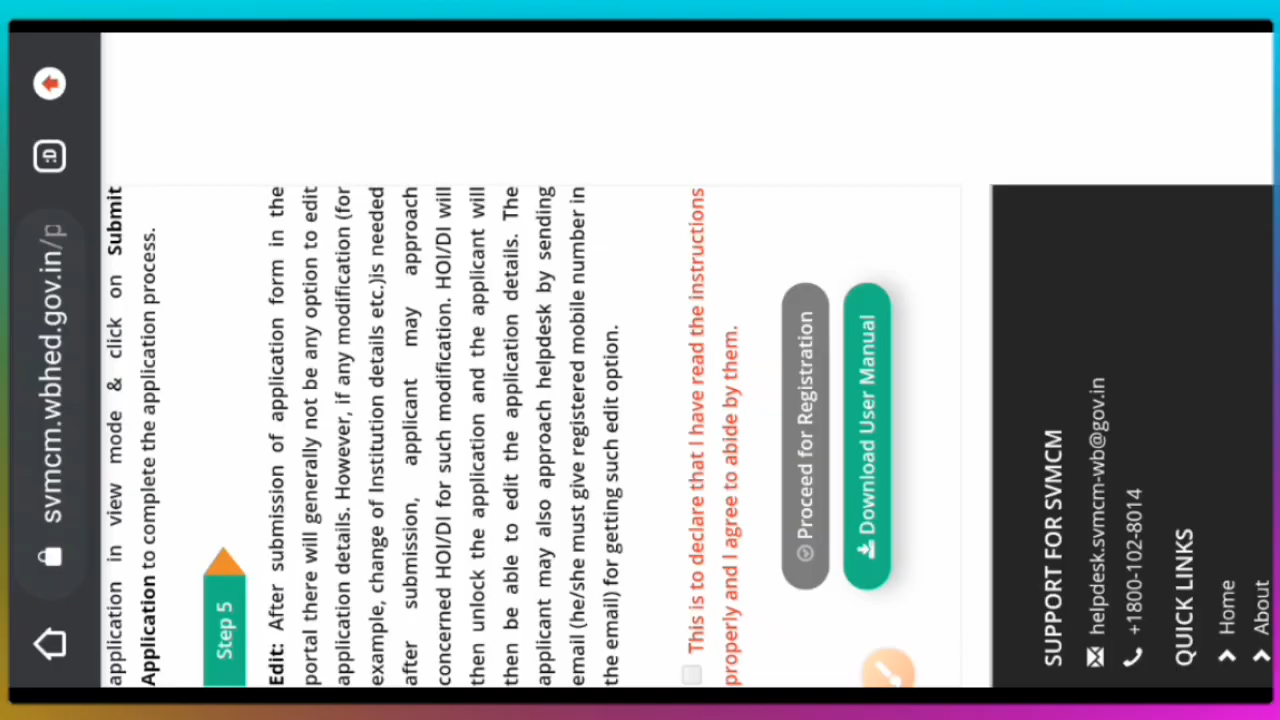 svmcm.wbhed.gov.in/p
:D
application in view mode & click on Submit
Application to complete the application process.
Step 5
Edit: After submission of application form in the
portal there will generally not be any option to edit
application details. However, if any modification (for
example, change of Institution details etc.)is needed
after submission, applicant may approach
concerned HOI/DI for such modification. HOI/DI will
then unlock the application and the applicant will
then be able to edit the application details. The
applicant may also approach helpdesk by sending
email (he/she must give registered mobile number in
the email) for getting such edit option.
This is to declare that I have read the instructions
properly and I agree to abide by them.
Proceed for Registration
Download User Manual
SUPPORT FOR SVMCM
helpdesk.svmcm-wb@gov.in
+1800-102-8014
QUICK LINKS
Home
About